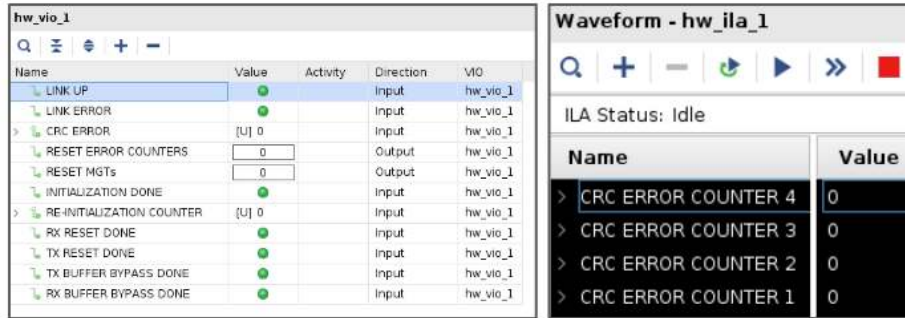 hw_vio_1
Name Value Activity Direction VIO
LINK UP Input hw_vio_1
LINK ERROR Input hw_vio_1
CRC ERROR [U] 0 Input hw_vio_1
RESET ERROR COUNTERS 0 Output hw_vio_1
RESET MGTs 0 Output hw_vio_1
INITIALIZATION DONE Input hw_vio_1
RE-INITIALIZATION COUNTER [U] 0 Input hw_vio_1
RX RESET DONE Input hw_vio_1
TX RESET DONE Input hw_vio_1
TX BUFFER BYPASS DONE Input hw_vio_1
RX BUFFER BYPASS DONE Input hw_vio_1
Waveform - hw_ila_1
ILA Status: Idle
Name Value
CRC ERROR COUNTER 4 0
CRC ERROR COUNTER 3 0
CRC ERROR COUNTER 2 0
CRC ERROR COUNTER 1 0